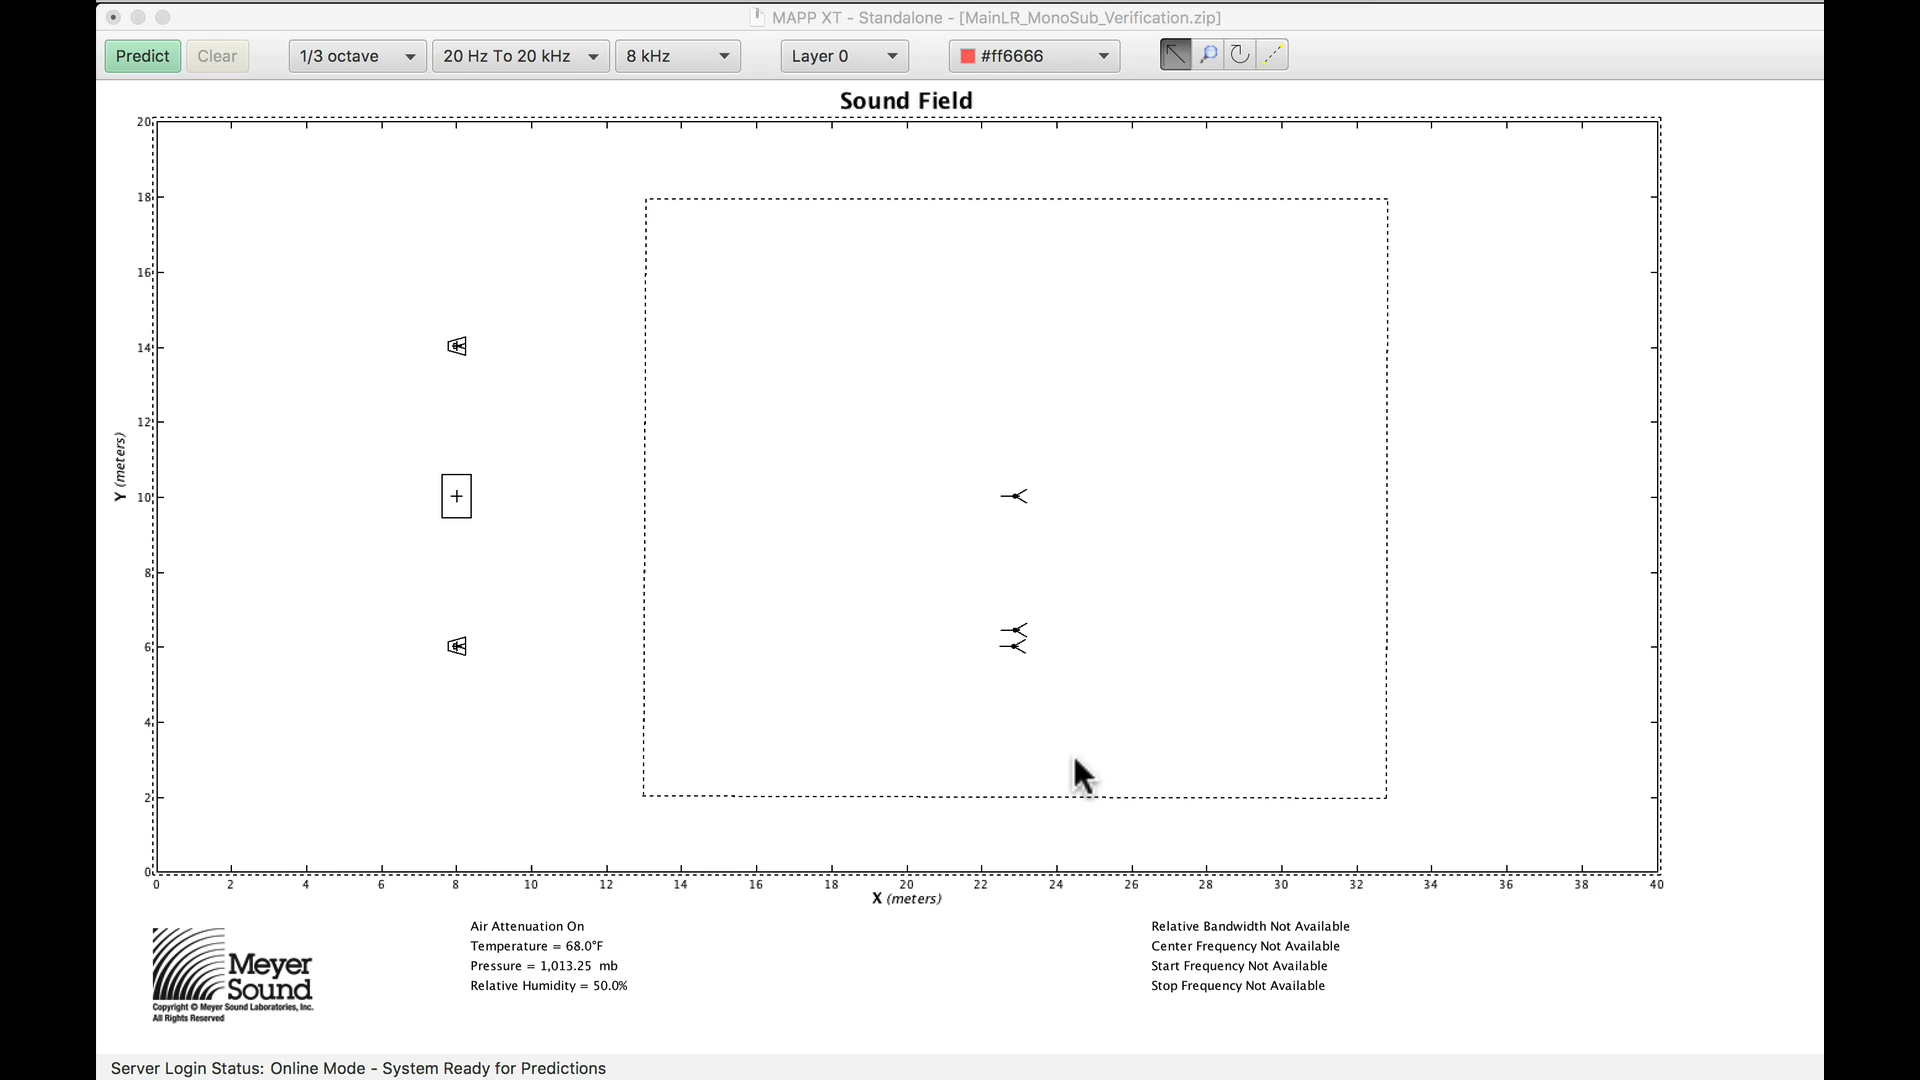 MAPP XT - Standalone - [MainLR_MonoSub_Verification.zip]
Predict Clear 1/3 octave 20 Hz To 20 kHz 8 kHz Layer 0 #ff6666
Sound Field
20
18
16
14
12
10
8
6
4
2
0
Y (meters)
0 2 4 6 8 10 12 14 16 18 20 22 24 26 28 30 32 34 36 38 40
X (meters)
Air Attenuation On
Temperature = 68.0°F
Pressure = 1,013.25 mb
Relative Humidity = 50.0%
Relative Bandwidth Not Available
Center Frequency Not Available
Start Frequency Not Available
Stop Frequency Not Available
Meyer
Sound
Copyright © Meyer Sound Laboratories, Inc.
All Rights Reserved
Server Login Status: Online Mode - System Ready for Predictions